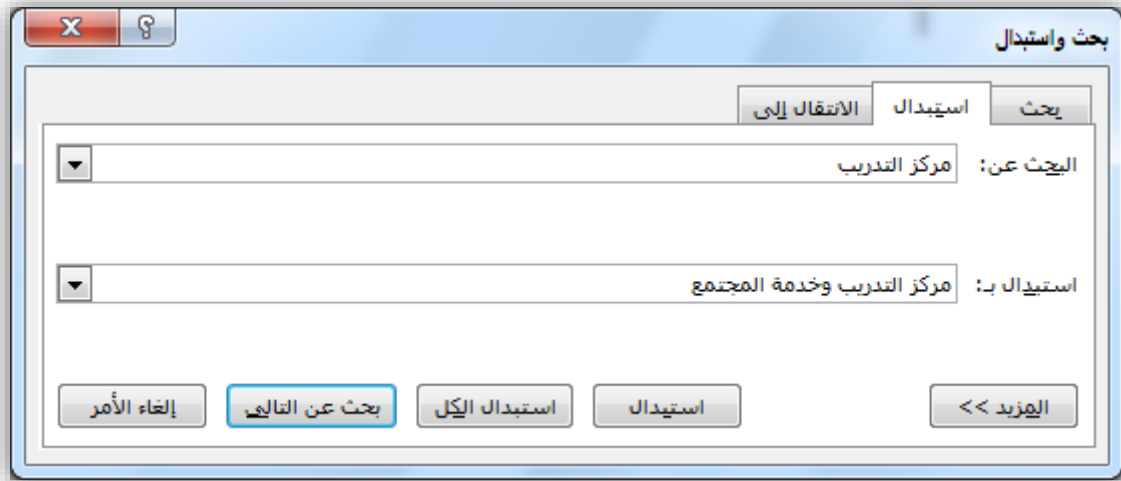 بحث واستبدال
بحث استبدال الانتقال إلى
البحث عن: مركز التدريب
استبدال بـ: مركز التدريب وخدمة المجتمع
المزيد >> استبدال استبدال الكل بحث عن التالي إلغاء الأمر